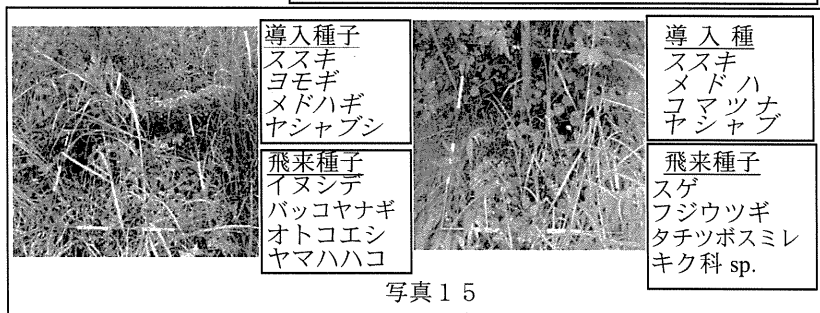 導入種子
ススキ
ヨモギ
メドハギ
ヤシャブシ
飛来種子
イヌシデ
バッコヤナギ
オトコエシ
ヤマハハコ
導 入 種
ススキ
メ ド ハ
コ マ ツ ナ
ヤ シ ャ ブ
飛来種子
スゲ
フジウツギ
タチツボスミレ
キク科 sp.
写真１５